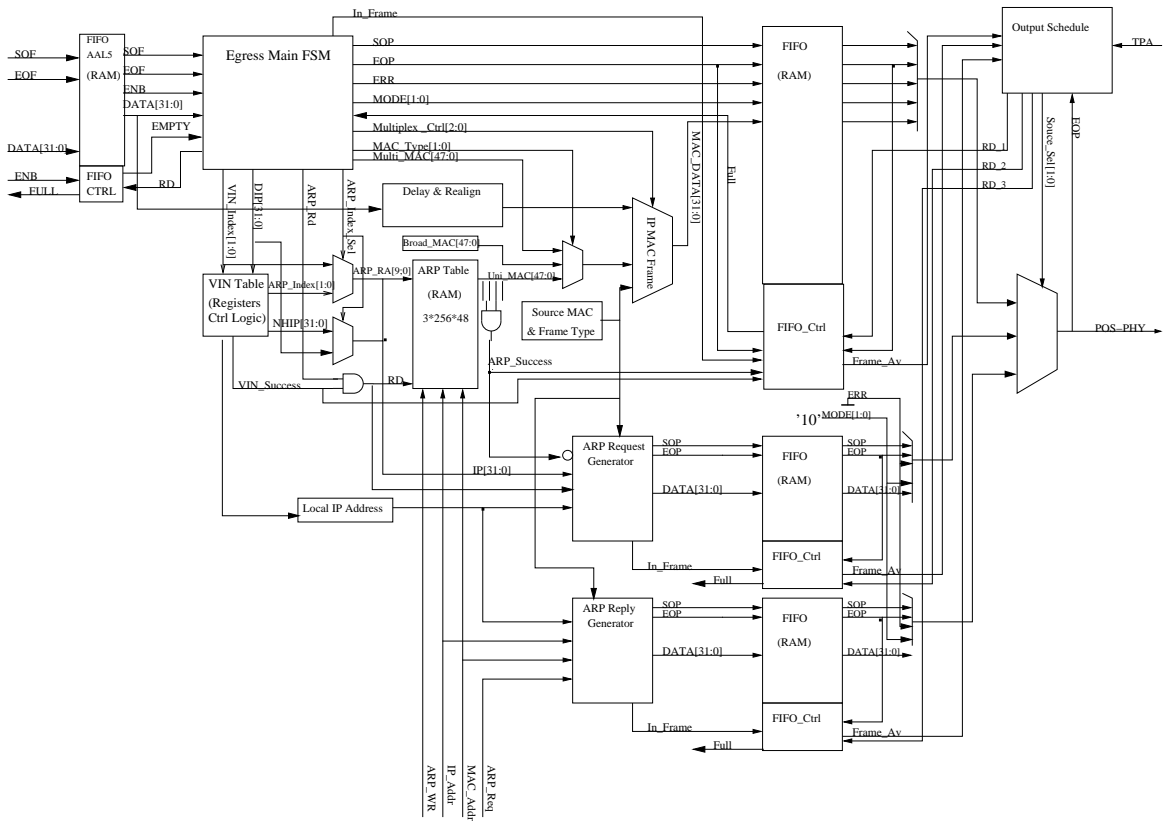 In_Frame
FIFO
AAL5
(RAM)
SOF
EOF
DATA[31:0]
ENB
FULL
FIFO
CTRL
SOF
EOF
ENB
DATA[31:0]
EMPTY
RD
Egress Main FSM
SOP
EOP
ERR
MODE[1:0]
Multiplex _Ctrl[2:0]
MAC_Type[1:0]
Multi_MAC[47:0]
FIFO
(RAM)
Output Schedule
TPA
RD_1
RD_2
RD_3
Souce_Sel[1:0]
EOP
MAC_DATA[31:0]
Full
VIN_Index[1:0]
DIP[31:0]
ARP_Rd
ARP_Index_Sel
Delay & Realign
Broad_MAC[47:0]
IP MAC Frame
VIN Table
(Registers
Ctrl Logic)
ARP_Index[1:0]
ARP_RA[9;0]
NHIP[31:0]
ARP Table
(RAM)
3*256*48
Uni_MAC[47:0]
Source MAC
& Frame Type
FIFO_Ctrl
Frame_Av
POS-PHY
ARP_Success
VIN_Success
RD
ERR
'10'
MODE[1:0]
ARP Request
Generator
SOP
EOP
DATA[31:0]
FIFO
(RAM)
SOP
EOP
DATA[31:0]
IP[31:0]
Local IP Address
In_Frame
FIFO_Ctrl
Frame_Av
Full
ARP Reply
Generator
SOP
EOP
DATA[31:0]
FIFO
(RAM)
SOP
EOP
DATA[31:0]
In_Frame
FIFO_Ctrl
Frame_Av
Full
ARP_WR
IP_Addr
MAC_Addr
ARP_Req